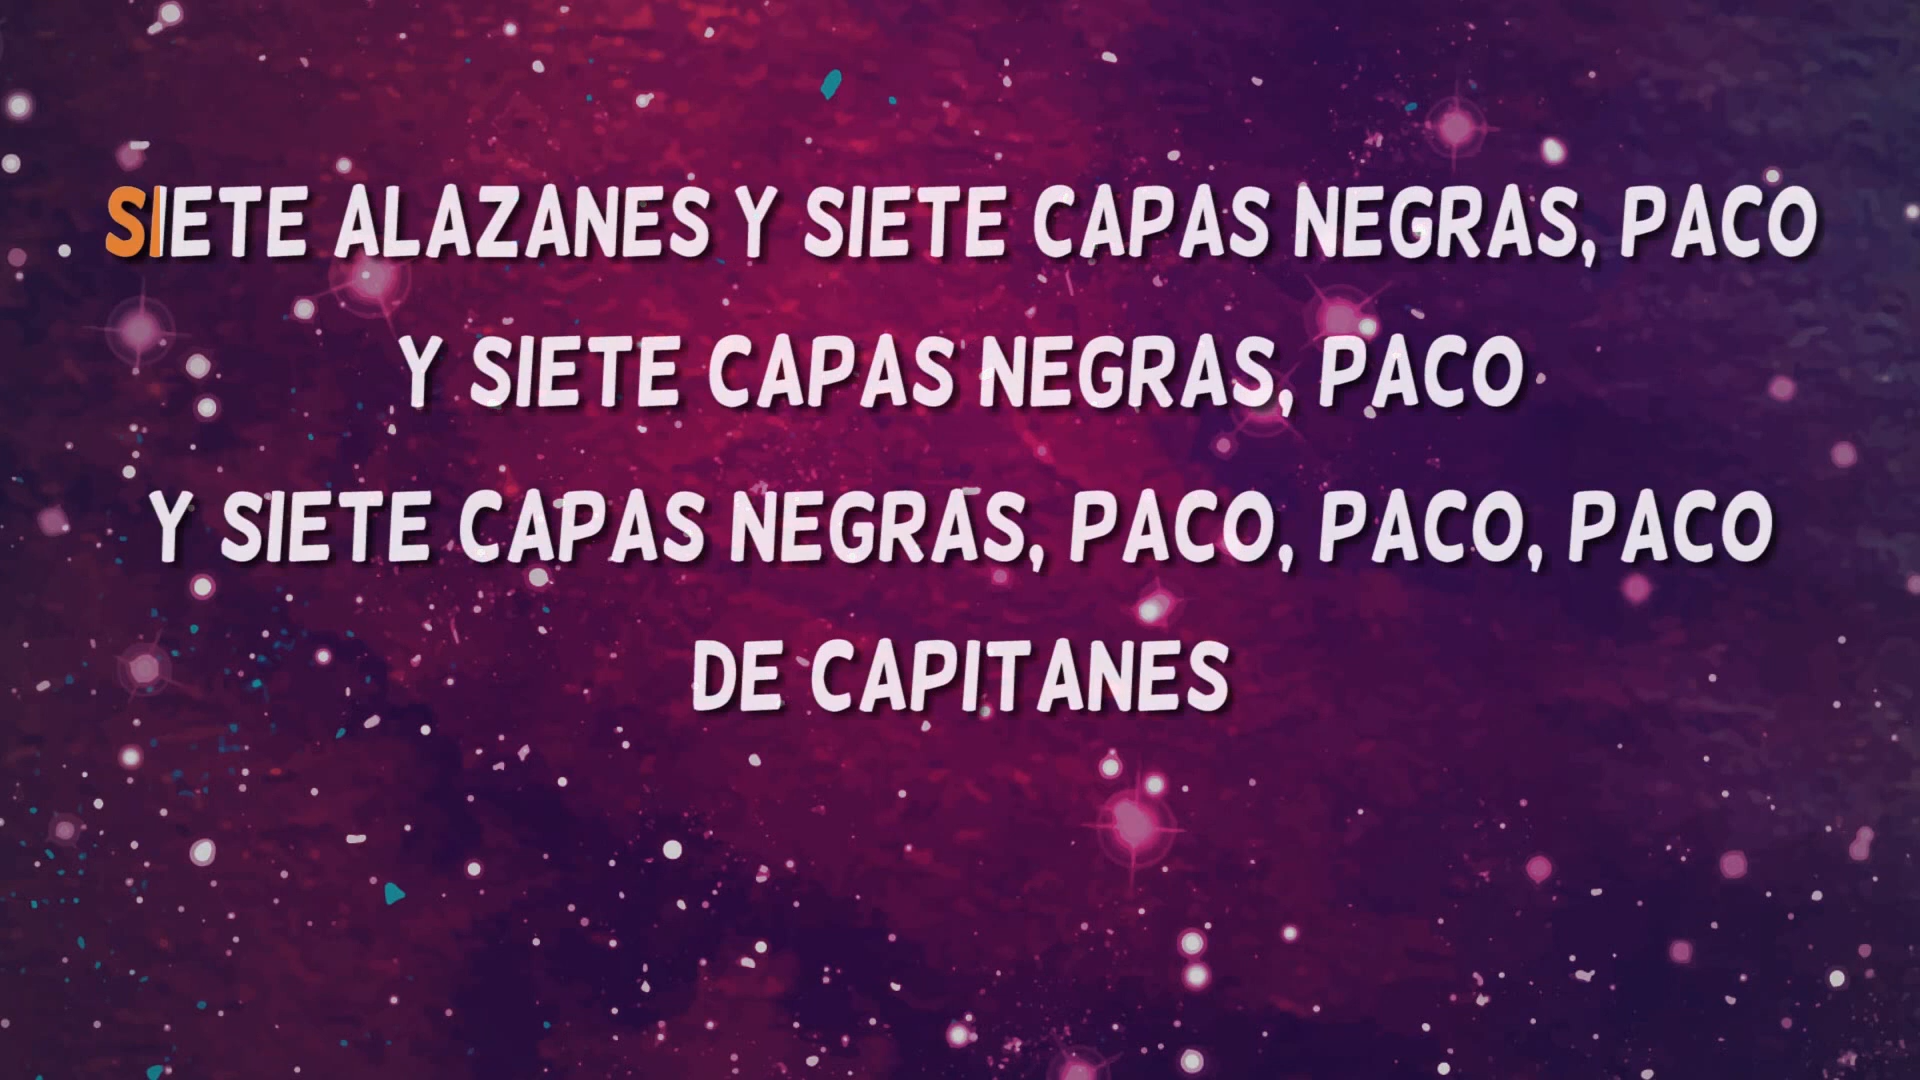 SIETE ALAZANES Y SIETE CAPAS NEGRAS, PACO
Y SIETE CAPAS NEGRAS, PACO
Y SIETE CAPAS NEGRAS, PACO, PACO, PACO
DE CAPITANES